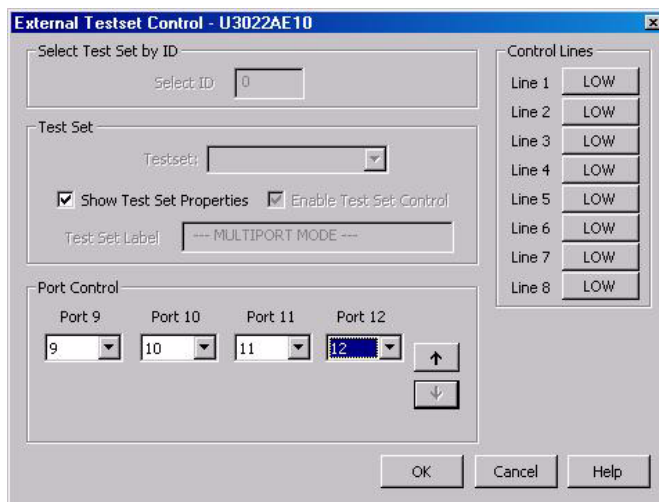 External Testset Control - U3022AE10
Select Test Set by ID
Select ID 0
Test Set
Testset:
Show Test Set Properties Enable Test Set Control
Test Set Label --- MULTIPORT MODE ---
Port Control
Port 9 Port 10 Port 11 Port 12
9 10 11 12
Control Lines
Line 1 LOW
Line 2 LOW
Line 3 LOW
Line 4 LOW
Line 5 LOW
Line 6 LOW
Line 7 LOW
Line 8 LOW
OK Cancel Help